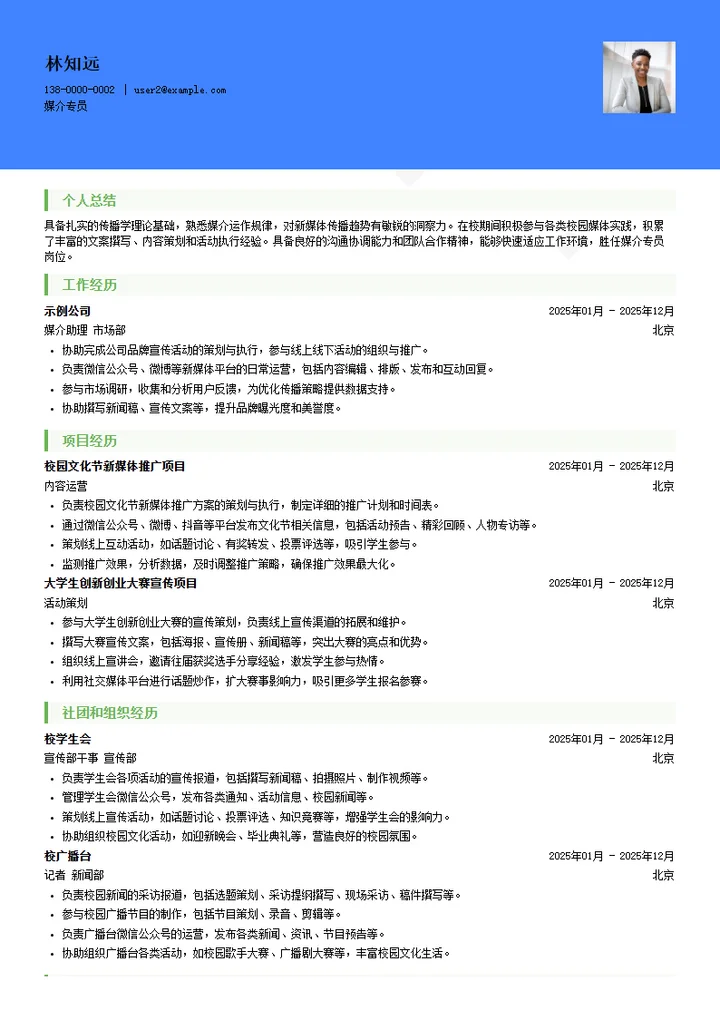 林知远
138-0000-0002 | user2@example.com
媒介专员
个人总结
具备扎实的传播学理论基础，熟悉媒介运作规律，对新媒体传播趋势有敏锐的洞察力。在校期间积极参与各类校园媒体实践，积累
了丰富的文案撰写、内容策划和活动执行经验。具备良好的沟通协调能力和团队合作精神，能够快速适应工作环境，胜任媒介专员
岗位。
工作经历
示例公司 2025年01月 - 2025年12月
媒介助理 市场部 北京
• 协助完成公司品牌宣传活动的策划与执行，参与线上线下活动的组织与推广。
• 负责微信公众号、微博等新媒体平台的日常运营，包括内容编辑、排版、发布和互动回复。
• 参与市场调研，收集和分析用户反馈，为优化传播策略提供数据支持。
• 协助撰写新闻稿、宣传文案等，提升品牌曝光度和美誉度。
项目经历
校园文化节新媒体推广项目 2025年01月 - 2025年12月
内容运营 北京
• 负责校园文化节新媒体推广方案的策划与执行，制定详细的推广计划和时间表。
• 通过微信公众号、微博、抖音等平台发布文化节相关信息，包括活动预告、精彩回顾、人物专访等。
• 策划线上互动活动，如话题讨论、有奖转发、投票评选等，吸引学生参与。
• 监测推广效果，分析数据，及时调整推广策略，确保推广效果最大化。
大学生创新创业大赛宣传项目 2025年01月 - 2025年12月
活动策划 北京
• 参与大学生创新创业大赛的宣传策划，负责线上宣传渠道的拓展和维护。
• 撰写大赛宣传文案，包括海报、宣传册、新闻稿等，突出大赛的亮点和优势。
• 组织线上宣讲会，邀请往届获奖选手分享经验，激发学生参与热情。
• 利用社交媒体平台进行话题炒作，扩大赛事影响力，吸引更多学生报名参赛。
社团和组织经历
校学生会 2025年01月 - 2025年12月
宣传部干事 宣传部 北京
• 负责学生会各项活动的宣传报道，包括撰写新闻稿、拍摄照片、制作视频等。
• 管理学生会微信公众号，发布各类通知、活动信息、校园新闻等。
• 策划线上宣传活动，如话题讨论、投票评选、知识竞赛等，增强学生会的影响力。
• 协助组织校园文化活动，如迎新晚会、毕业典礼等，营造良好的校园氛围。
校广播台 2025年01月 - 2025年12月
记者 新闻部 北京
• 负责校园新闻的采访报道，包括选题策划、采访提纲撰写、现场采访、稿件撰写等。
• 参与校园广播节目的制作，包括节目策划、录音、剪辑等。
• 负责广播台微信公众号的运营，发布各类新闻、资讯、节目预告等。
• 协助组织广播台各类活动，如校园歌手大赛、广播剧大赛等，丰富校园文化生活。